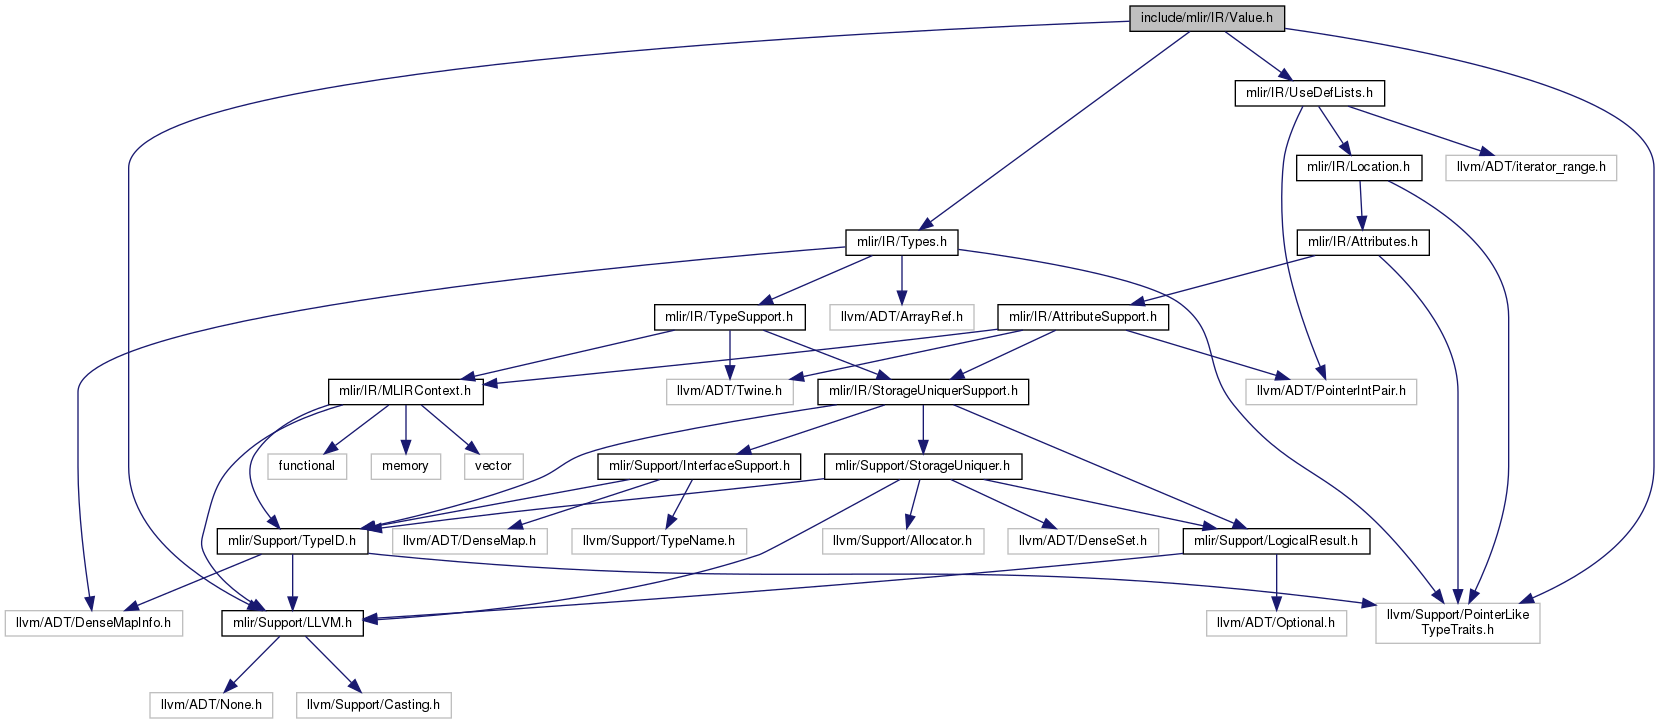 include/mlir/IR/Value.h
mlir/IR/UseDefLists.h
mlir/IR/Location.h
llvm/ADT/iterator_range.h
mlir/IR/Types.h
mlir/IR/Attributes.h
mlir/IR/TypeSupport.h
llvm/ADT/ArrayRef.h
mlir/IR/AttributeSupport.h
mlir/IR/MLIRContext.h
llvm/ADT/Twine.h
mlir/IR/StorageUniquerSupport.h
llvm/ADT/PointerIntPair.h
functional
memory
vector
mlir/Support/InterfaceSupport.h
mlir/Support/StorageUniquer.h
mlir/Support/TypeID.h
llvm/ADT/DenseMap.h
llvm/Support/TypeName.h
llvm/Support/Allocator.h
llvm/ADT/DenseSet.h
mlir/Support/LogicalResult.h
llvm/ADT/DenseMapInfo.h
mlir/Support/LLVM.h
llvm/ADT/Optional.h
llvm/Support/PointerLike
TypeTraits.h
llvm/ADT/None.h
llvm/Support/Casting.h